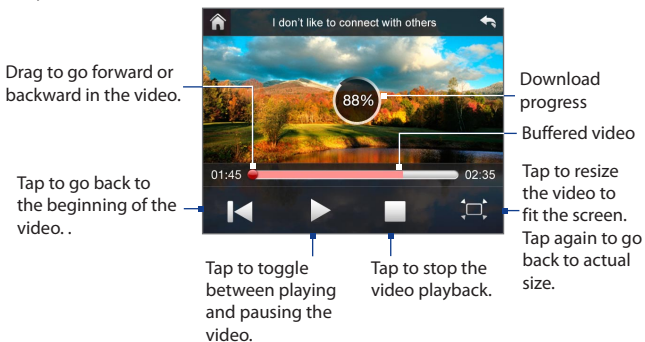 I don't like to connect with others
Drag to go forward or
backward in the video.
88%
Download
progress
Buffered video
01:45
02:35
Tap to go back to
the beginning of the
video. .
Tap to resize
the video to
fit the screen.
Tap again to go
back to actual
size.
Tap to toggle
between playing
and pausing the
video.
Tap to stop the
video playback.